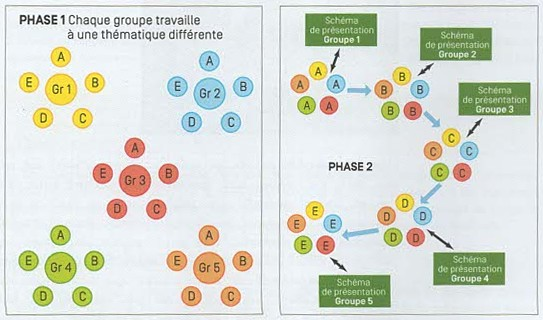 PHASE 1 Chaque groupe travaille
à une thématique différente
A
E
B
Gr 1
D
C
A
E
B
Gr 2
D
C
A
E
B
Gr 3
D
C
A
E
B
Gr 4
D
C
A
E
B
Gr 5
D
C
Schéma
de présentation
Groupe 1
A
A
A
A
A
Schéma
de présentation
Groupe 2
B
B
B
B
B
Schéma
de présentation
Groupe 3
C
C
C
C
C
PHASE 2
D
D
D
D
D
Schéma
de présentation
Groupe 4
E
E
E
E
E
Schéma
de présentation
Groupe 5